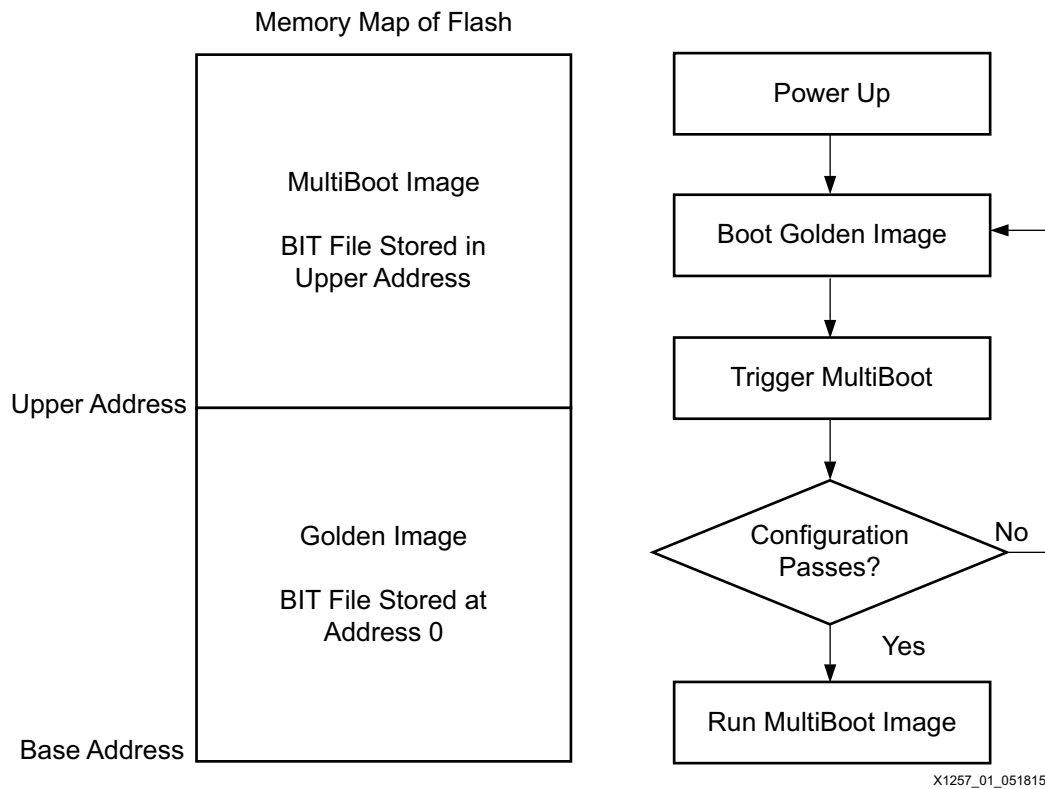 Memory Map of Flash
MultiBoot Image
BIT File Stored in
Upper Address
Upper Address
Golden Image
BIT File Stored at
Address 0
Base Address
Power Up
Boot Golden Image
Trigger MultiBoot
Configuration
Passes?
No
Yes
Run MultiBoot Image
X1257_01_051815